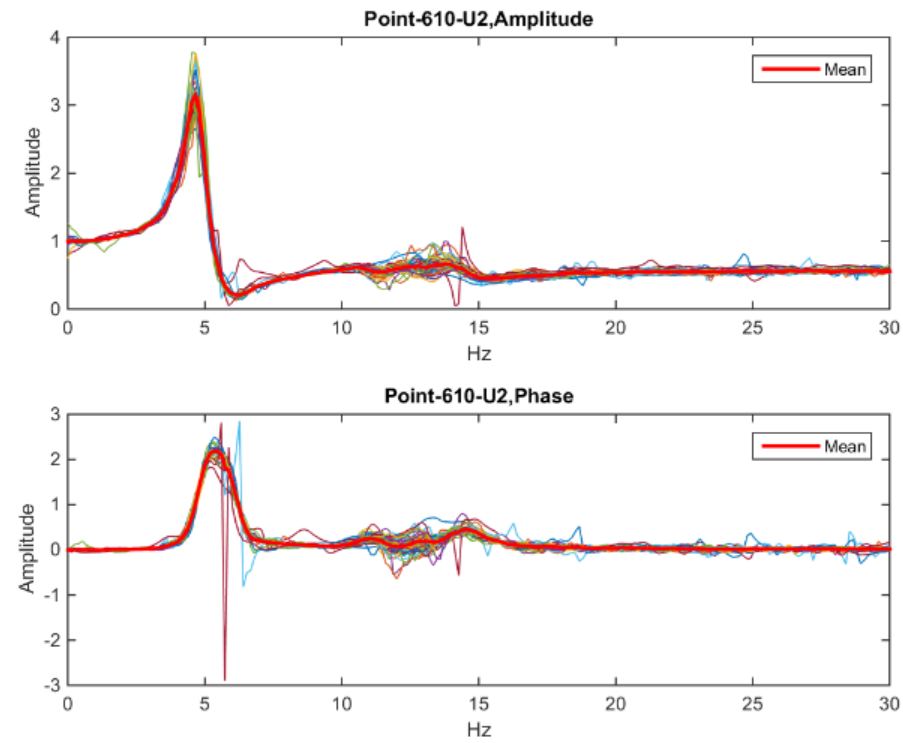 Point-610-U2,Amplitude
4
3
2
1
0
Amplitude
Mean
0 5 10 15 20 25 30
Hz
Point-610-U2,Phase
3
2
1
0
-1
-2
-3
Amplitude
Mean
0 5 10 15 20 25 30
Hz